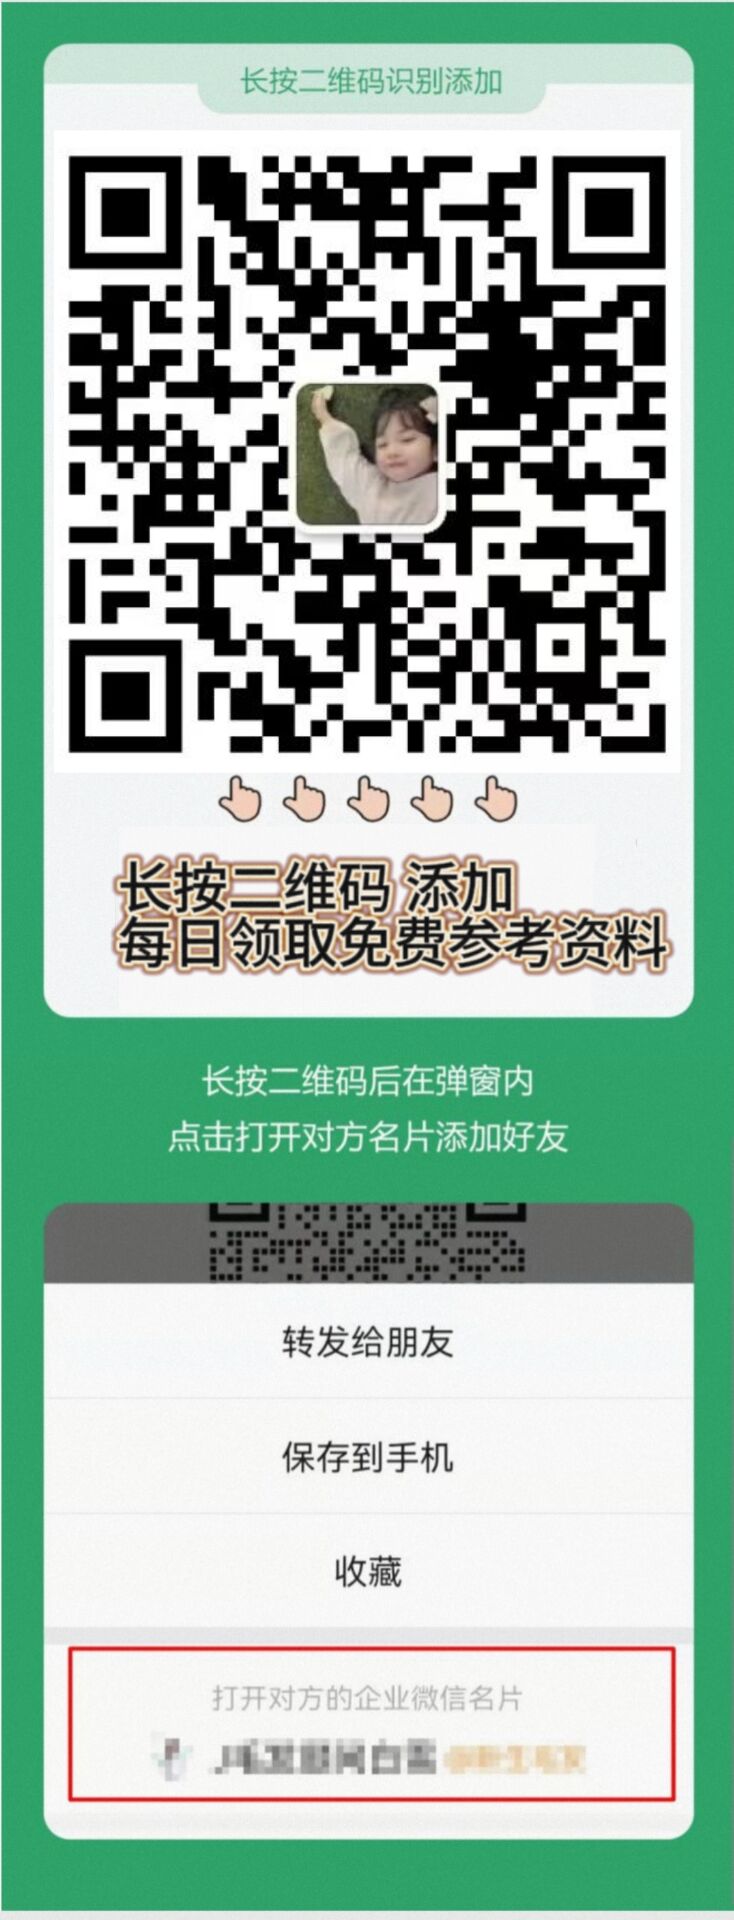 长按二维码识别添加
长按二维码 添加
每日领取免费参考资料
长按二维码后在弹窗内
点击打开对方名片添加好友
转发给朋友
保存到手机
收藏
打开对方的企业微信名片